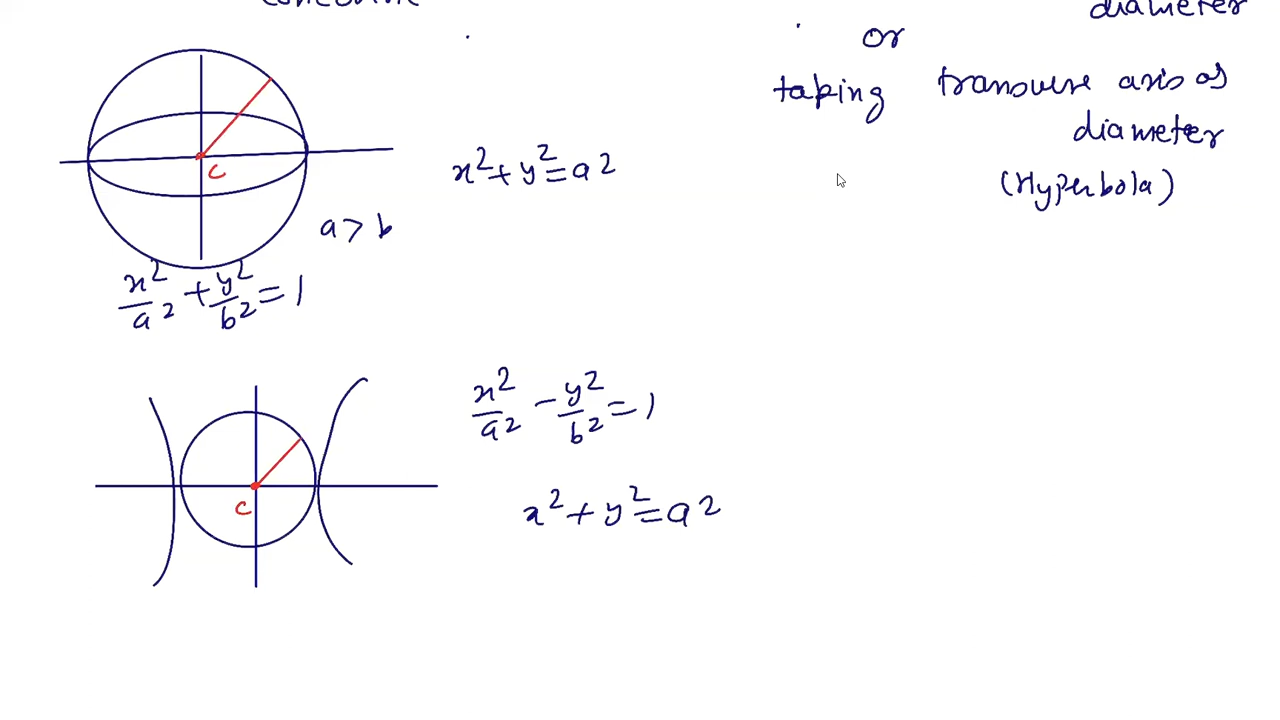 concentric
diameter
or
taking transverse axis as
diameter
(Hyperbola)
C
x²+y²=a²
a>b
x²/a²+y²/b²=1
x²/a²-y²/b²=1
C
x²+y²=a²